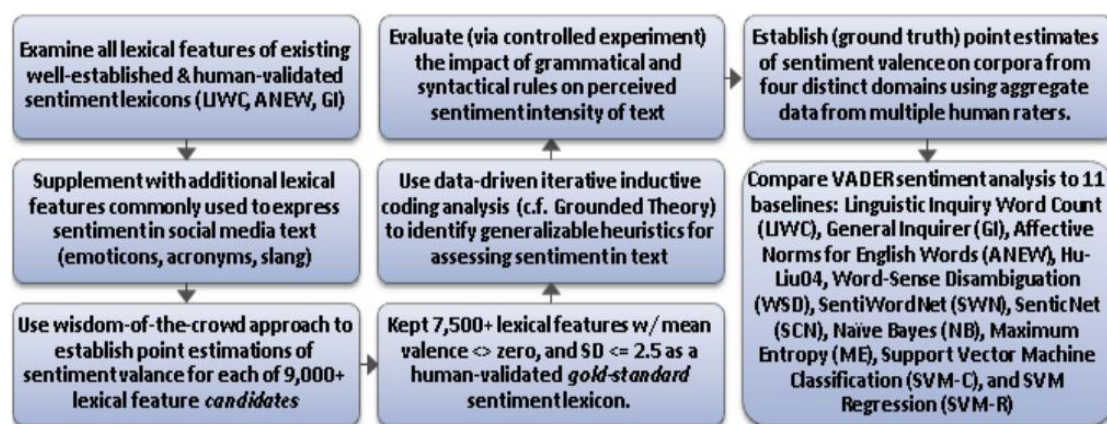 Examine all lexical features of existing
well-established & human-validated
sentiment lexicons (LIWC, ANEW, GI)
Supplement with additional lexical
features commonly used to express
sentiment in social media text
(emoticons, acronyms, slang)
Use wisdom-of-the-crowd approach to
establish point estimations of
sentiment valance for each of 9,000+
lexical feature candidates
Kept 7,500+ lexical features w/ mean
valence <> zero, and SD <= 2.5 as a
human-validated gold-standard
sentiment lexicon.
Use data-driven iterative inductive
coding analysis (c.f. Grounded Theory)
to identify generalizable heuristics for
assessing sentiment in text
Evaluate (via controlled experiment)
the impact of grammatical and
syntactical rules on perceived
sentiment intensity of text
Establish (ground truth) point estimates
of sentiment valence on corpora from
four distinct domains using aggregate
data from multiple human raters.
Compare VADER sentiment analysis to 11
baselines: Linguistic Inquiry Word Count
(LIWC), General Inquirer (GI), Affective
Norms for English Words (ANEW), Hu-
Liu04, Word-Sense Disambiguation
(WSD), SentiWordNet (SWN), SenticNet
(SCN), Naïve Bayes (NB), Maximum
Entropy (ME), Support Vector Machine
Classification (SVM-C), and SVM
Regression (SVM-R)